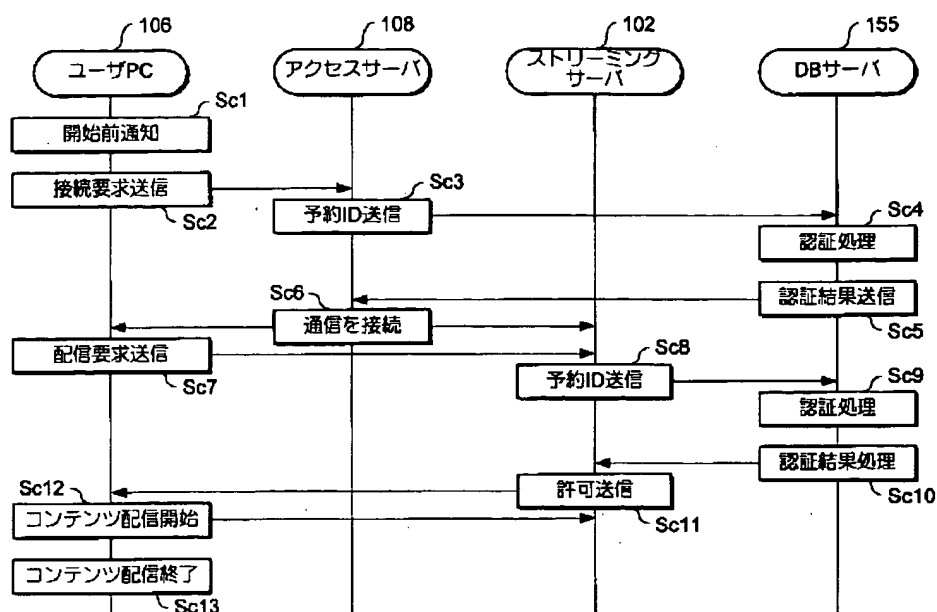 106
108
102
155
ユーザPC
アクセスサーバ
ストリーミング
サーバ
DBサーバ
Sc1
開始前通知
接続要求送信
Sc2
Sc3
予約ID送信
Sc4
認証処理
認証結果送信
Sc5
Sc6
通信を接続
配信要求送信
Sc7
Sc8
予約ID送信
Sc9
認証処理
認証結果処理
Sc10
許可送信
Sc11
Sc12
コンテンツ配信開始
コンテンツ配信終了
Sc13